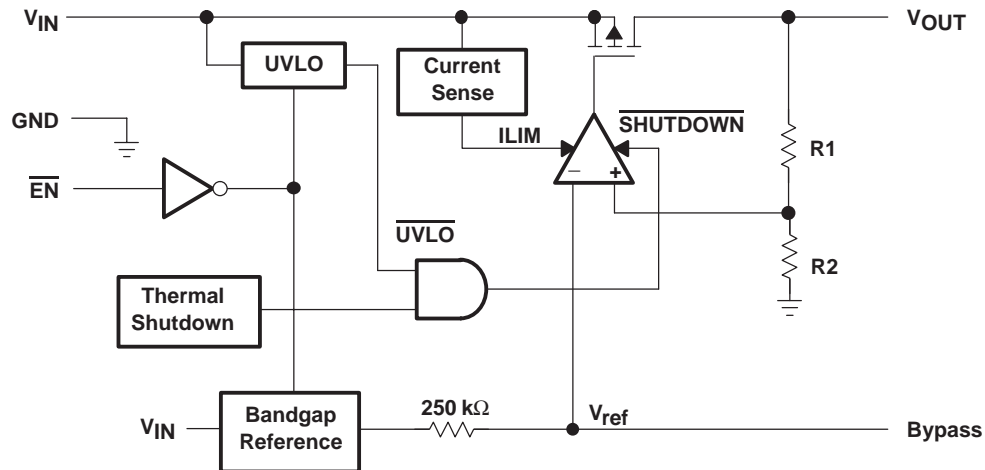 VIN
VOUT
UVLO
Current
Sense
SHUTDOWN
GND
ILIM
R1
EN
− +
UVLO
R2
Thermal
Shutdown
250 kΩ
VIN
Bandgap
Reference
Vref
Bypass